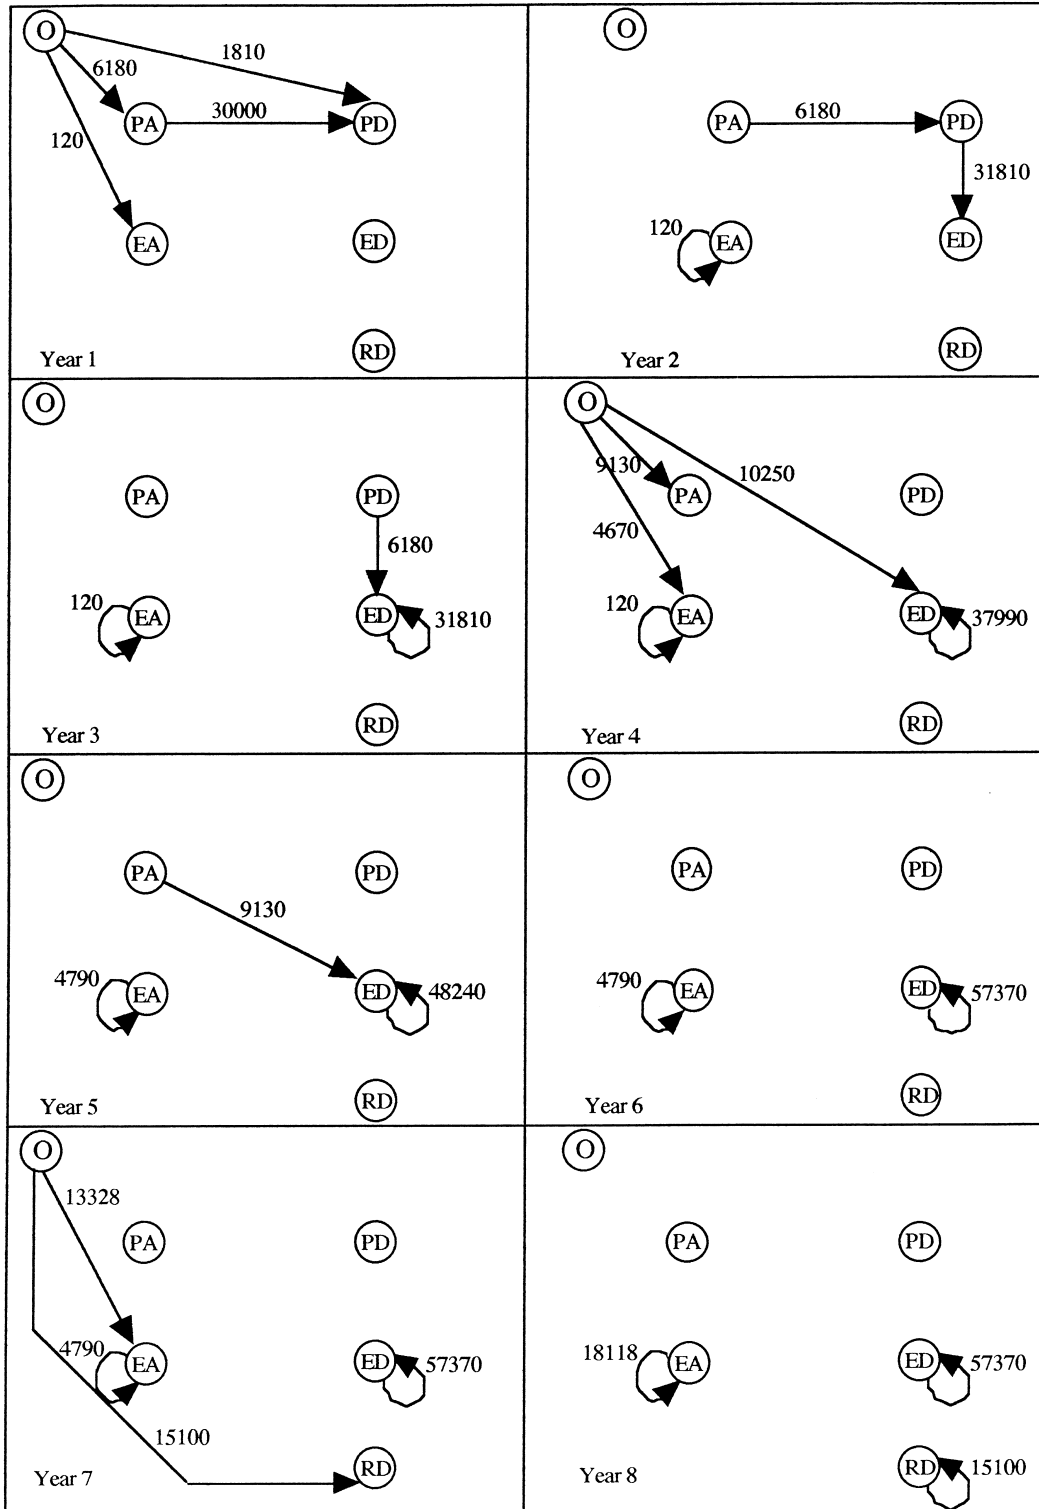 O
1810
6180
PA
30000
PD
120
EA
ED
RD
Year 1
O
PA
6180
PD
31810
120
EA
ED
RD
Year 2
O
PA
PD
6180
120
EA
ED
31810
RD
Year 3
O
9130
10250
PA
PD
4670
120
EA
ED
37990
RD
Year 4
O
PA
PD
9130
4790
EA
ED
48240
RD
Year 5
O
PA
PD
4790
EA
ED
57370
RD
Year 6
O
13328
PA
PD
4790
EA
ED
57370
15100
RD
Year 7
O
PA
PD
18118
EA
ED
57370
RD
15100
Year 8